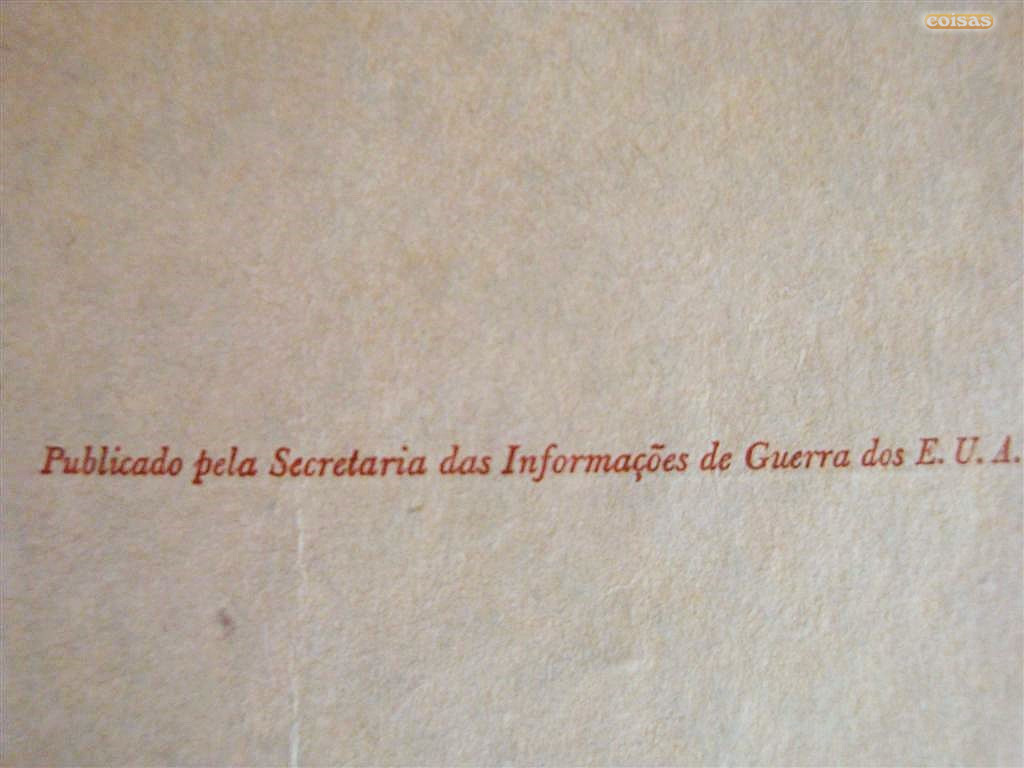 coisas
Publicado pela Secretaria das Informações de Guerra dos E. U. A.